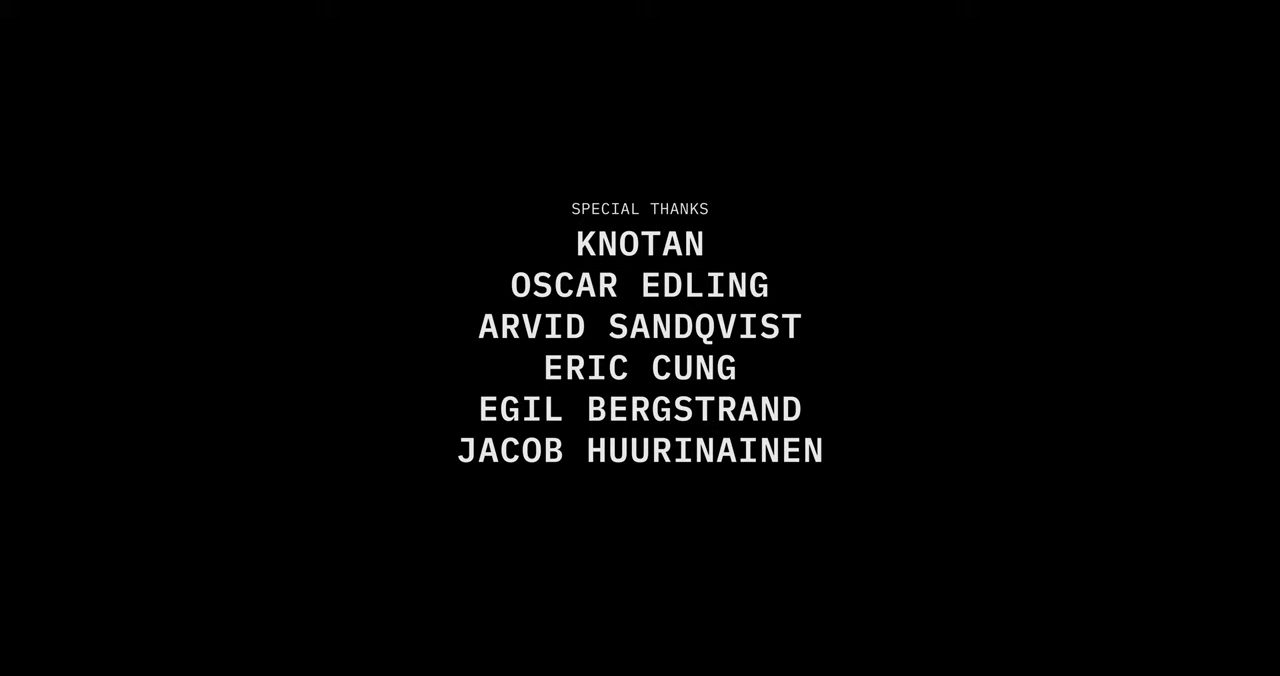 SPECIAL THANKS
KNOTAN
OSCAR EDLING
ARVID SANDQVIST
ERIC CUNG
EGIL BERGSTRAND
JACOB HUURINAINEN